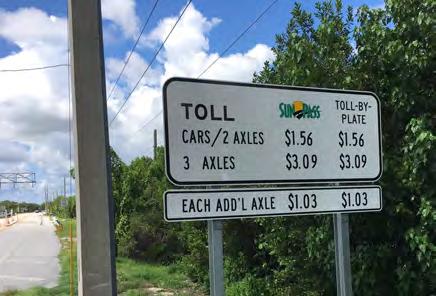 TOLL SUNPASS TOLL-BY-PLATE
CARS/2 AXLES $1.56 $1.56
3 AXLES $3.09 $3.09
EACH ADD'L AXLE $1.03 $1.03